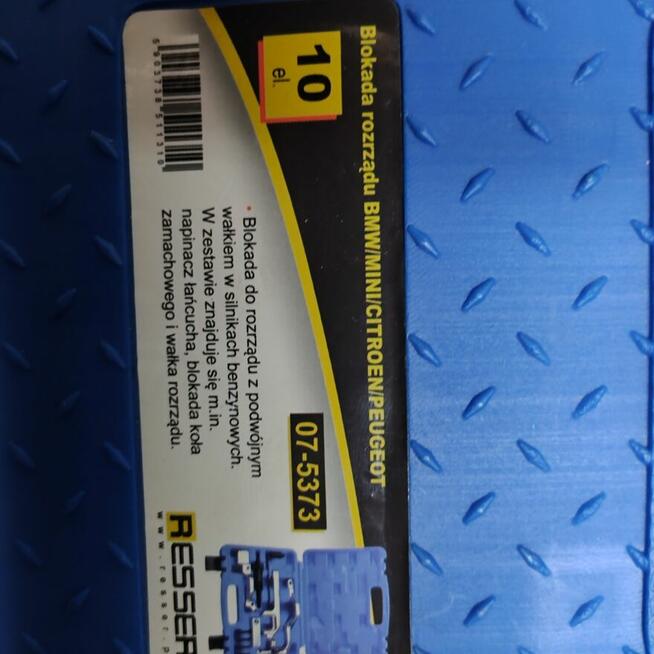 Blokada rozrządu BMW/MINI/CITROEN/PEUGEOT
10
el.
5903738511310
• Blokada do rozrządu z podwójnym
wałkiem w silnikach benzynowych.
W zestawie znajduje się m.in.
napinacz łańcucha, blokada koła
zamachowego i wałka rozrządu.
07-5373
RESSER
www.resser.p